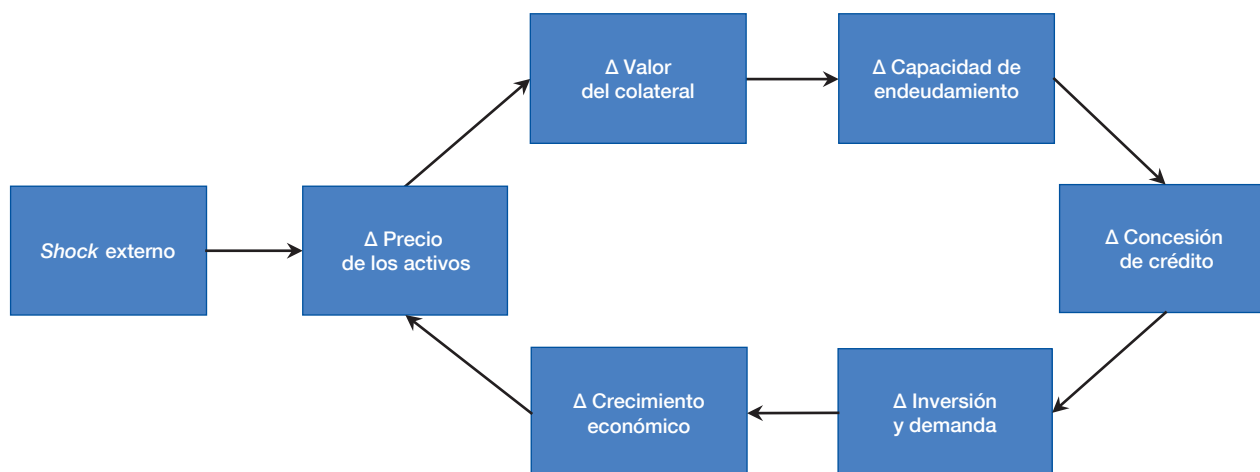 Δ Valor
del colateral
Δ Capacidad de
endeudamiento
Shock externo
Δ Precio
de los activos
Δ Concesión
de crédito
Δ Crecimiento
económico
Δ Inversión
y demanda